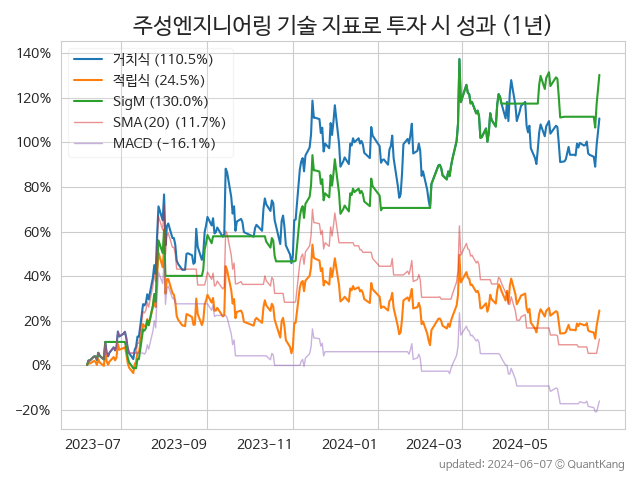 주성엔지니어링 기술 지표로 투자 시 성과 (1년)
거치식 (110.5%)
적립식 (24.5%)
SigM (130.0%)
SMA(20) (11.7%)
MACD (−16.1%)
140%
120%
100%
80%
60%
40%
20%
0%
−20%
2023-07 2023-09 2023-11 2024-01 2024-03 2024-05
updated: 2024-06-07 © QuantKang